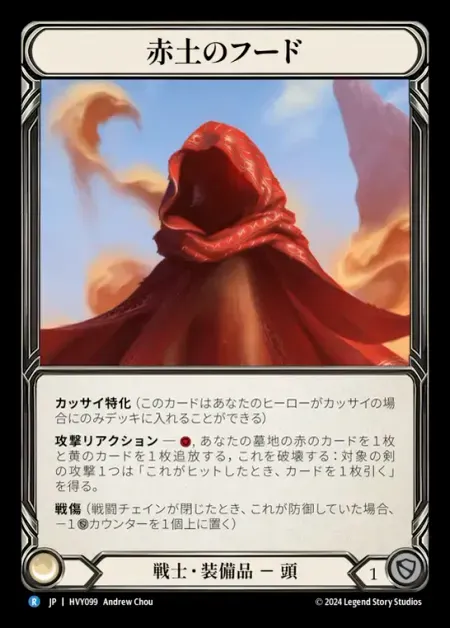 赤土のフード
カッサイ特化（このカードはあなたのヒーローがカッサイの場
合にのみデッキに入れることができる）
攻撃リアクション ― , あなたの墓地の赤のカードを１枚
と黄のカードを１枚追放する，これを破壊する：対象の剣
の攻撃１つは「これがヒットしたとき、カードを１枚引く」
を得る。
戦傷（戦闘チェインが閉じたとき、これが防御していた場合、
−1カウンターを１個上に置く）
戦士・装備品 － 頭
1
R JP | HVY099 Andrew Chou
© 2024 Legend Story Studios